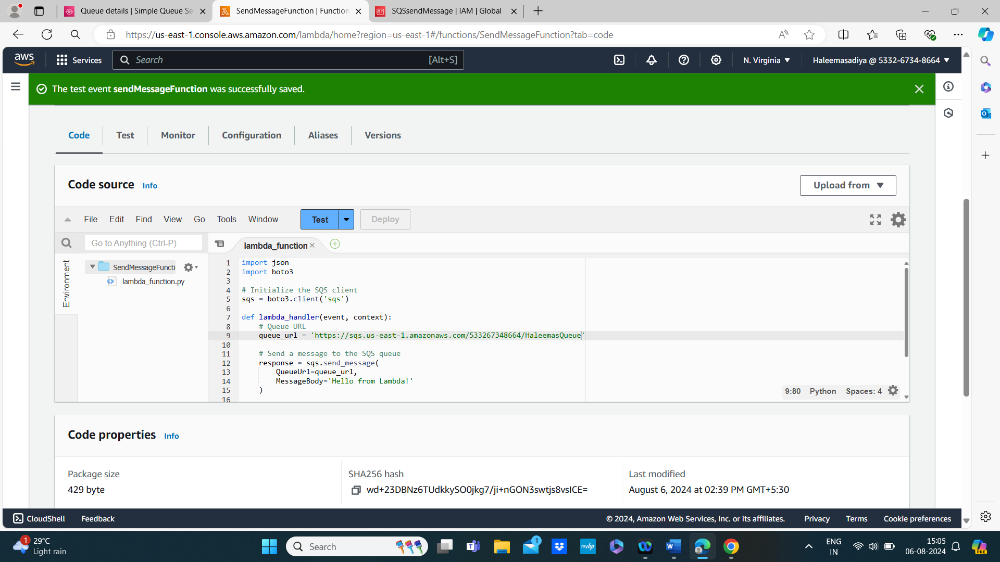 Queue details | Simple Queue Se
SendMessageFunction | Function
SQSsendMessage | IAM | Global
https://us-east-1.console.aws.amazon.com/lambda/home?region=us-east-1#/functions/SendMessageFunction?tab=code
aws
Services
Search
[Alt+S]
N. Virginia
Haleemasadiya @ 5332-6734-8664
The test event sendMessageFunction was successfully saved.
Code
Test
Monitor
Configuration
Aliases
Versions
Code source
Info
Upload from
File
Edit
Find
View
Go
Tools
Window
Test
Deploy
Go to Anything (Ctrl-P)
lambda_function
Environment
SendMessageFuncti
lambda_function.py
1 import json
2 import boto3
3
4 # Initialize the SQS client
5 sqs = boto3.client('sqs')
6
7 def lambda_handler(event, context):
8 # Queue URL
9 queue_url = 'https://sqs.us-east-1.amazonaws.com/533267348664/HaleemasQueue'
10
11 # Send a message to the SQS queue
12 response = sqs.send_message(
13 QueueUrl=queue_url,
14 MessageBody='Hello from Lambda!'
15 )
16
9:80
Python
Spaces: 4
Code properties
Info
Package size
429 byte
SHA256 hash
wd+23DBNz6TUdkkySO0jkg7/ji+nGON3swtjs8vsICE=
Last modified
August 6, 2024 at 02:39 PM GMT+5:30
CloudShell
Feedback
© 2024, Amazon Web Services, Inc. or its affiliates.
Privacy
Terms
Cookie preferences
1
29°C
Light rain
Search
1
myhp
W
PRE
ENG
IN
15:05
06-08-2024